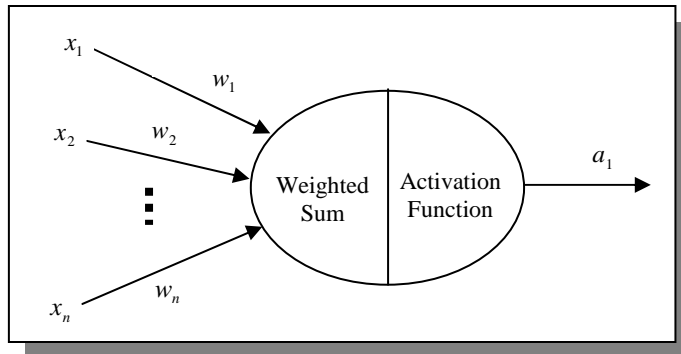 x₁
w₁
x₂
w₂
Weighted
Sum
Activation
Function
a₁
wₙ
xₙ